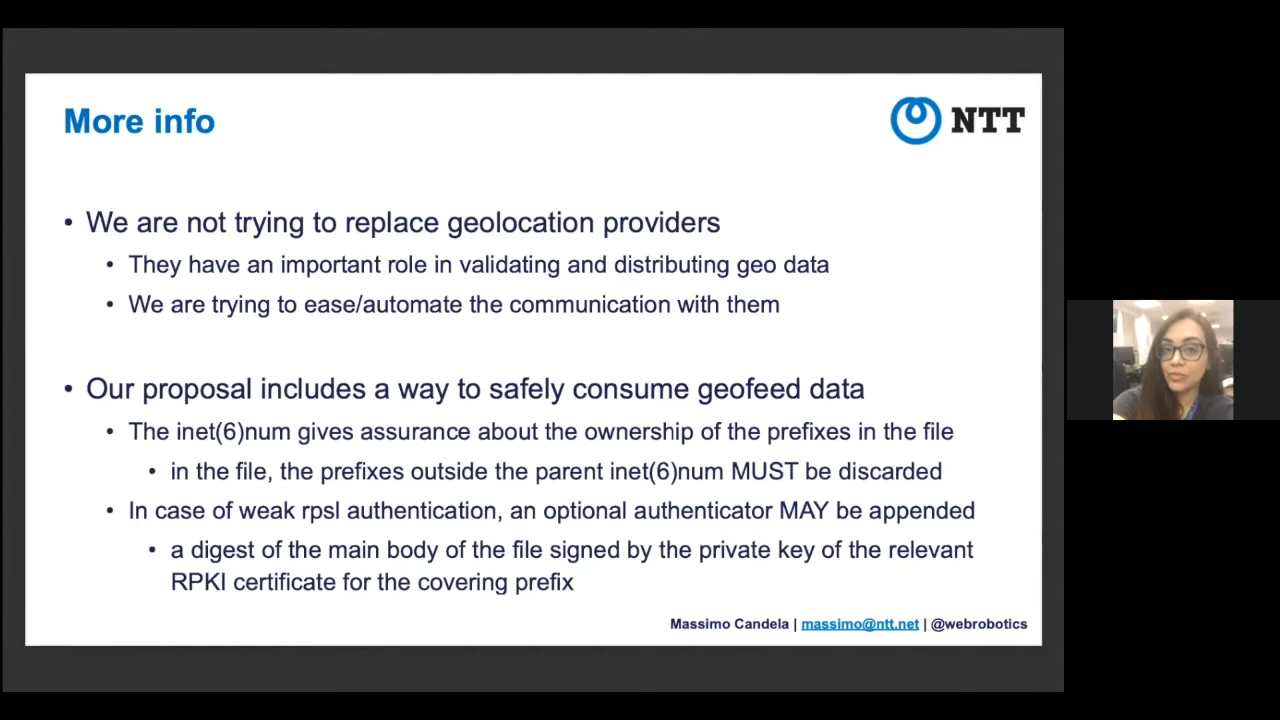 More info
NTT
• We are not trying to replace geolocation providers
• They have an important role in validating and distributing geo data
• We are trying to ease/automate the communication with them
• Our proposal includes a way to safely consume geofeed data
• The inet(6)num gives assurance about the ownership of the prefixes in the file
• in the file, the prefixes outside the parent inet(6)num MUST be discarded
• In case of weak rpsl authentication, an optional authenticator MAY be appended
• a digest of the main body of the file signed by the private key of the relevant
RPKI certificate for the covering prefix
Massimo Candela | massimo@ntt.net | @webrobotics